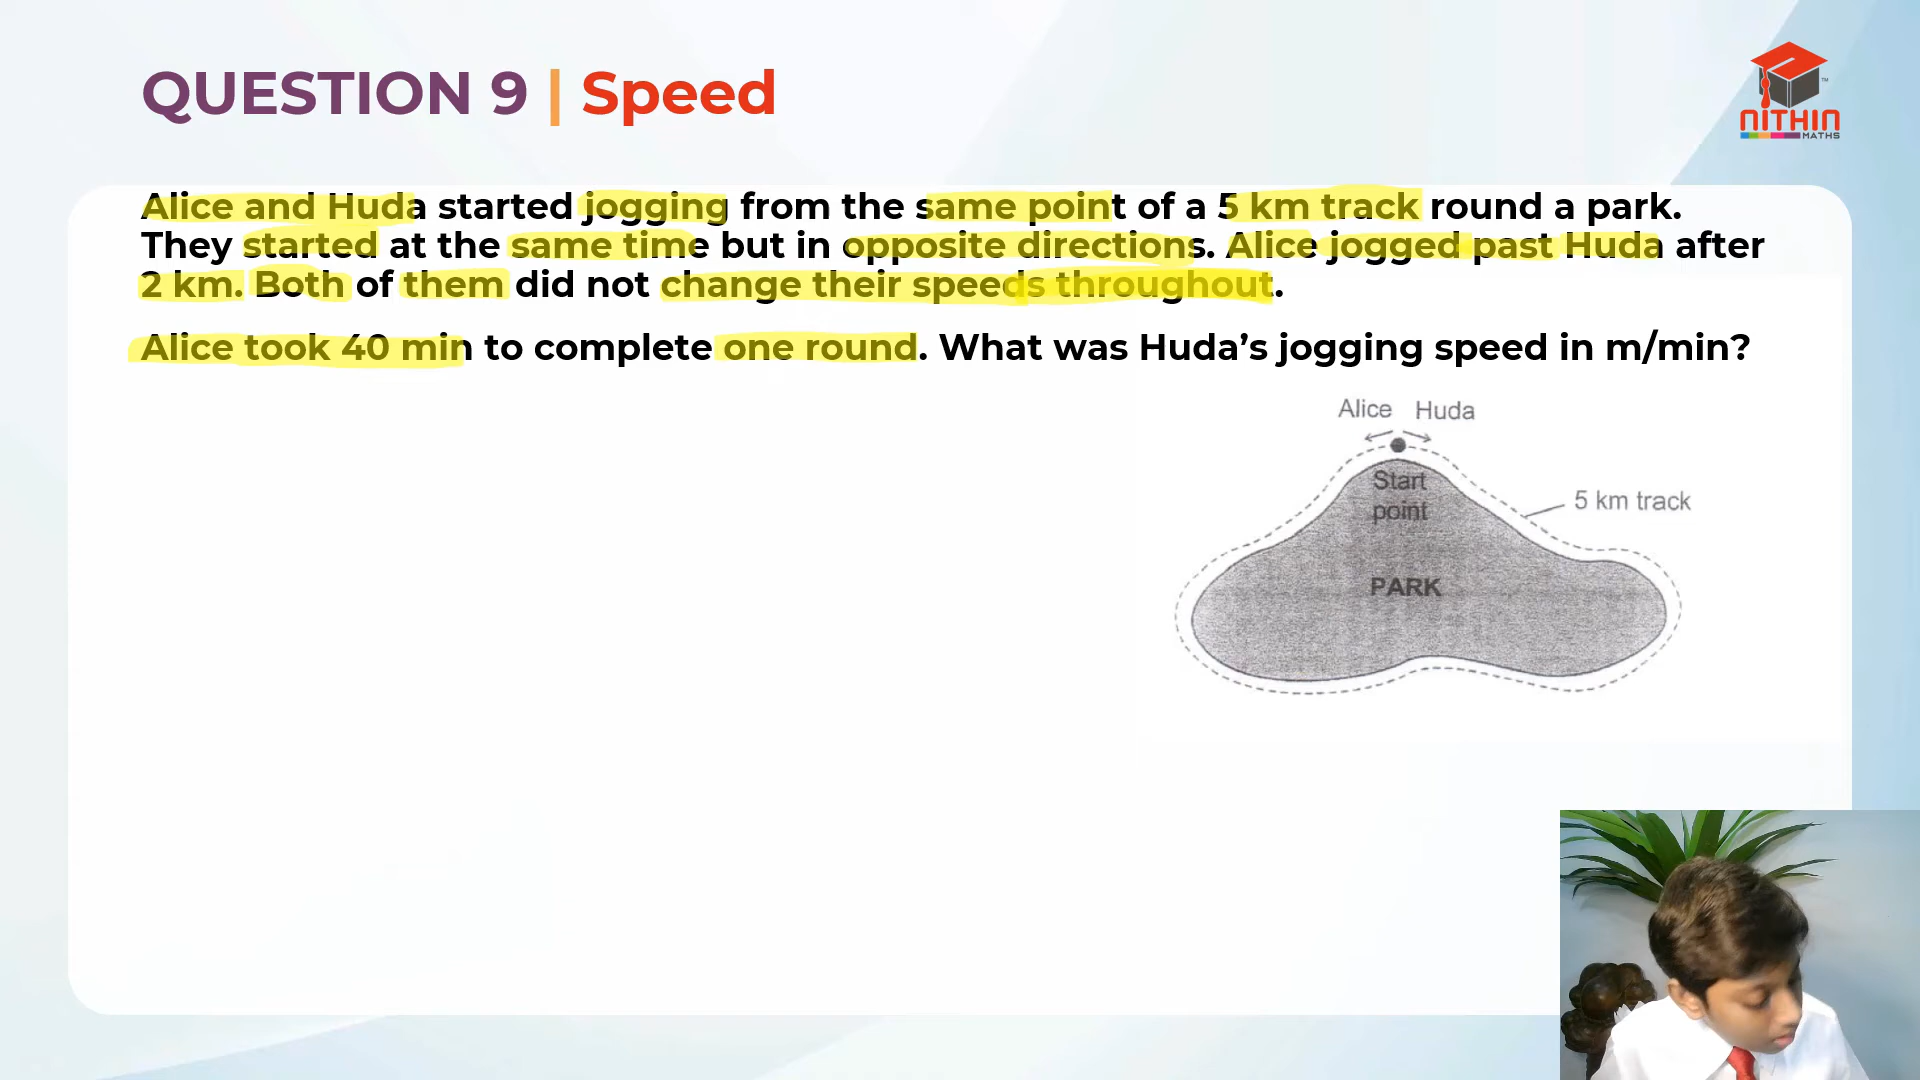 QUESTION 9 | Speed
NITHIN
MATHS
TM
Alice and Huda started jogging from the same point of a 5 km track round a park.
They started at the same time but in opposite directions. Alice jogged past Huda after
2 km. Both of them did not change their speeds throughout.
Alice took 40 min to complete one round. What was Huda’s jogging speed in m/min?
Alice Huda
Start
point
5 km track
PARK